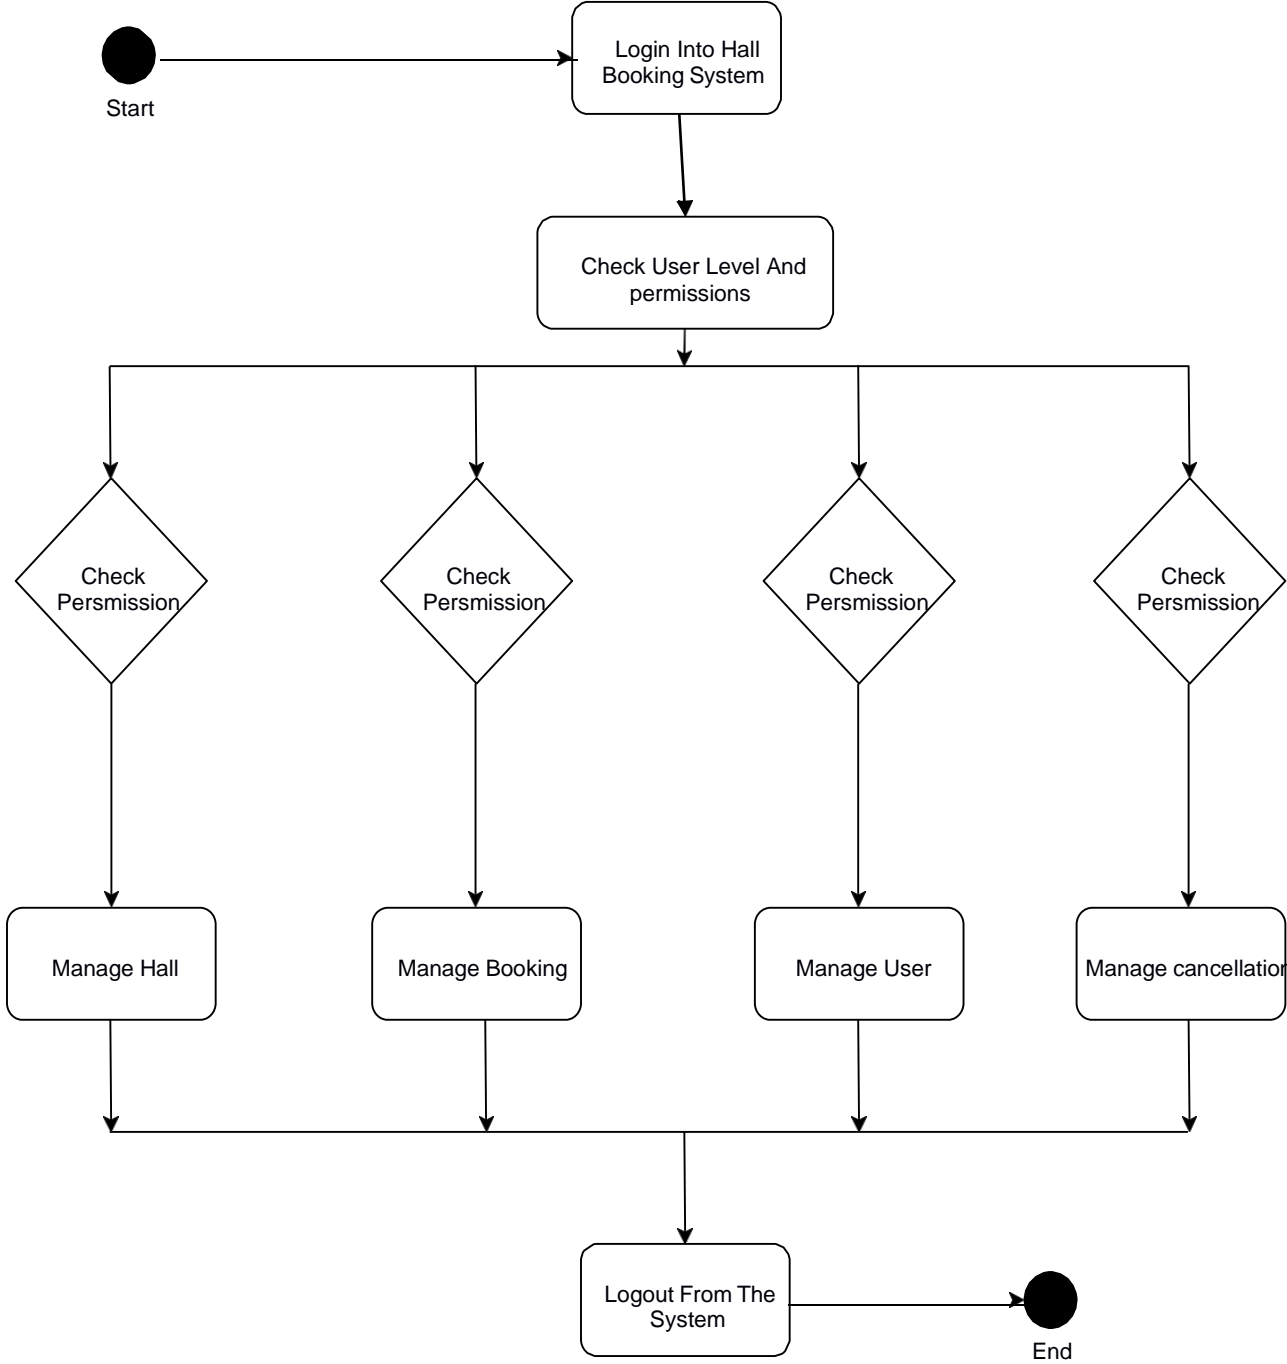 Login Into Hall
Booking System
Start
Check User Level And
permissions
Check
Persmission
Check
Persmission
Check
Persmission
Check
Persmission
Manage Hall
Manage Booking
Manage User
Manage cancellation
Logout From The
System
End